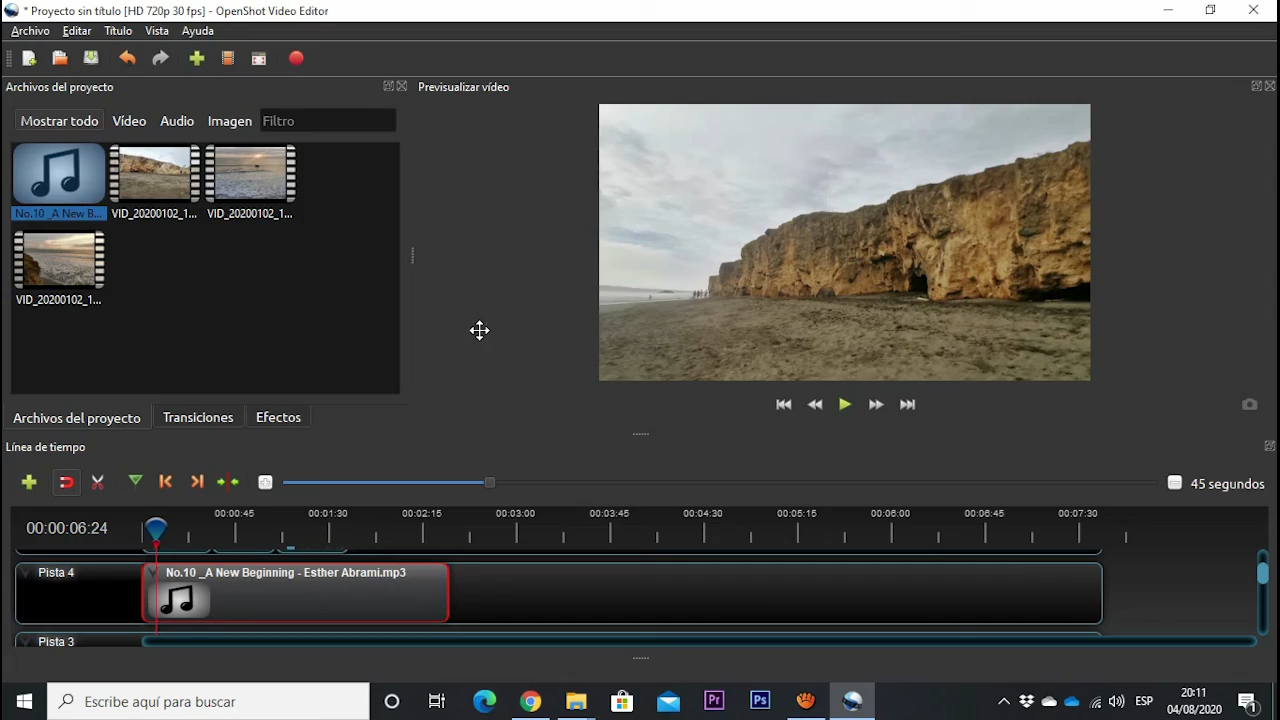 * Proyecto sin título [HD 720p 30 fps] - OpenShot Video Editor
Archivo Editar Título Vista Ayuda
Archivos del proyecto
Previsualizar vídeo
Mostrar todo Vídeo Audio Imagen Filtro
No.10 _A New B... VID_20200102_1... VID_20200102_1...
VID_20200102_1...
Archivos del proyecto Transiciones Efectos
Línea de tiempo
45 segundos
00:00:06:24
00:00:45 00:01:30 00:02:15 00:03:00 00:03:45 00:04:30 00:05:15 00:06:00 00:06:45 00:07:30
Pista 4
No.10 _A New Beginning - Esther Abrami.mp3
Pista 3
Escribe aquí para buscar
Pr
Ps
ESP
20:11
04/08/2020
1